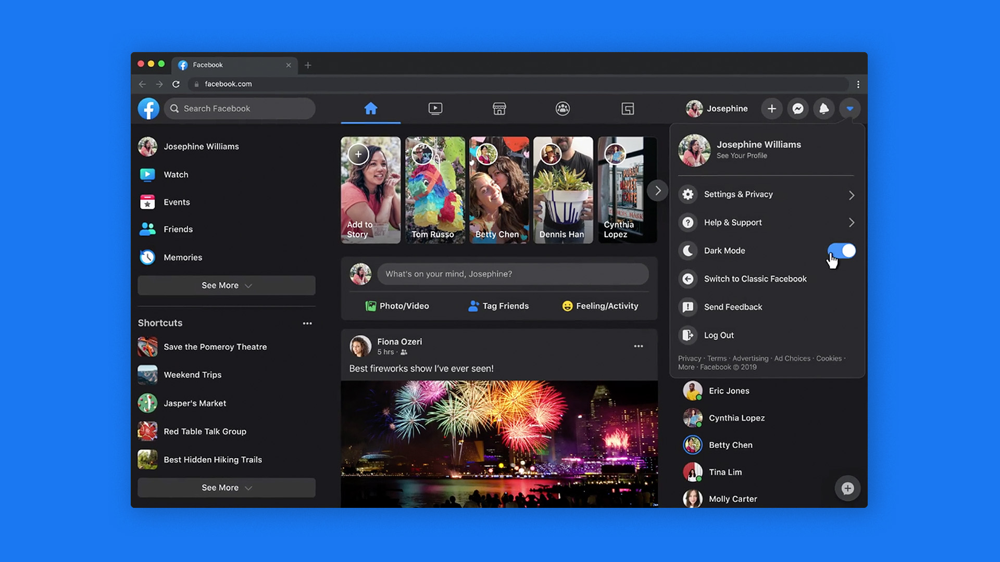 Facebook
facebook.com
Search Facebook
Josephine
Josephine Williams
Watch
Events
Friends
Memories
See More
Shortcuts
Save the Pomeroy Theatre
Weekend Trips
Jasper's Market
Red Table Talk Group
Best Hidden Hiking Trails
See More
Add to
Story
Tom Russo
Betty Chen
Dennis Han
PUBLIC
MARKET
Cynthia
Lopez
What's on your mind, Josephine?
Photo/Video
Tag Friends
Feeling/Activity
Fiona Ozeri
5 hrs ·
Best fireworks show I've ever seen!
Josephine Williams
See Your Profile
Settings & Privacy
Help & Support
Dark Mode
Switch to Classic Facebook
Send Feedback
Log Out
Privacy · Terms · Advertising · Ad Choices · Cookies ·
More · Facebook © 2019
Eric Jones
Cynthia Lopez
Betty Chen
Tina Lim
Molly Carter